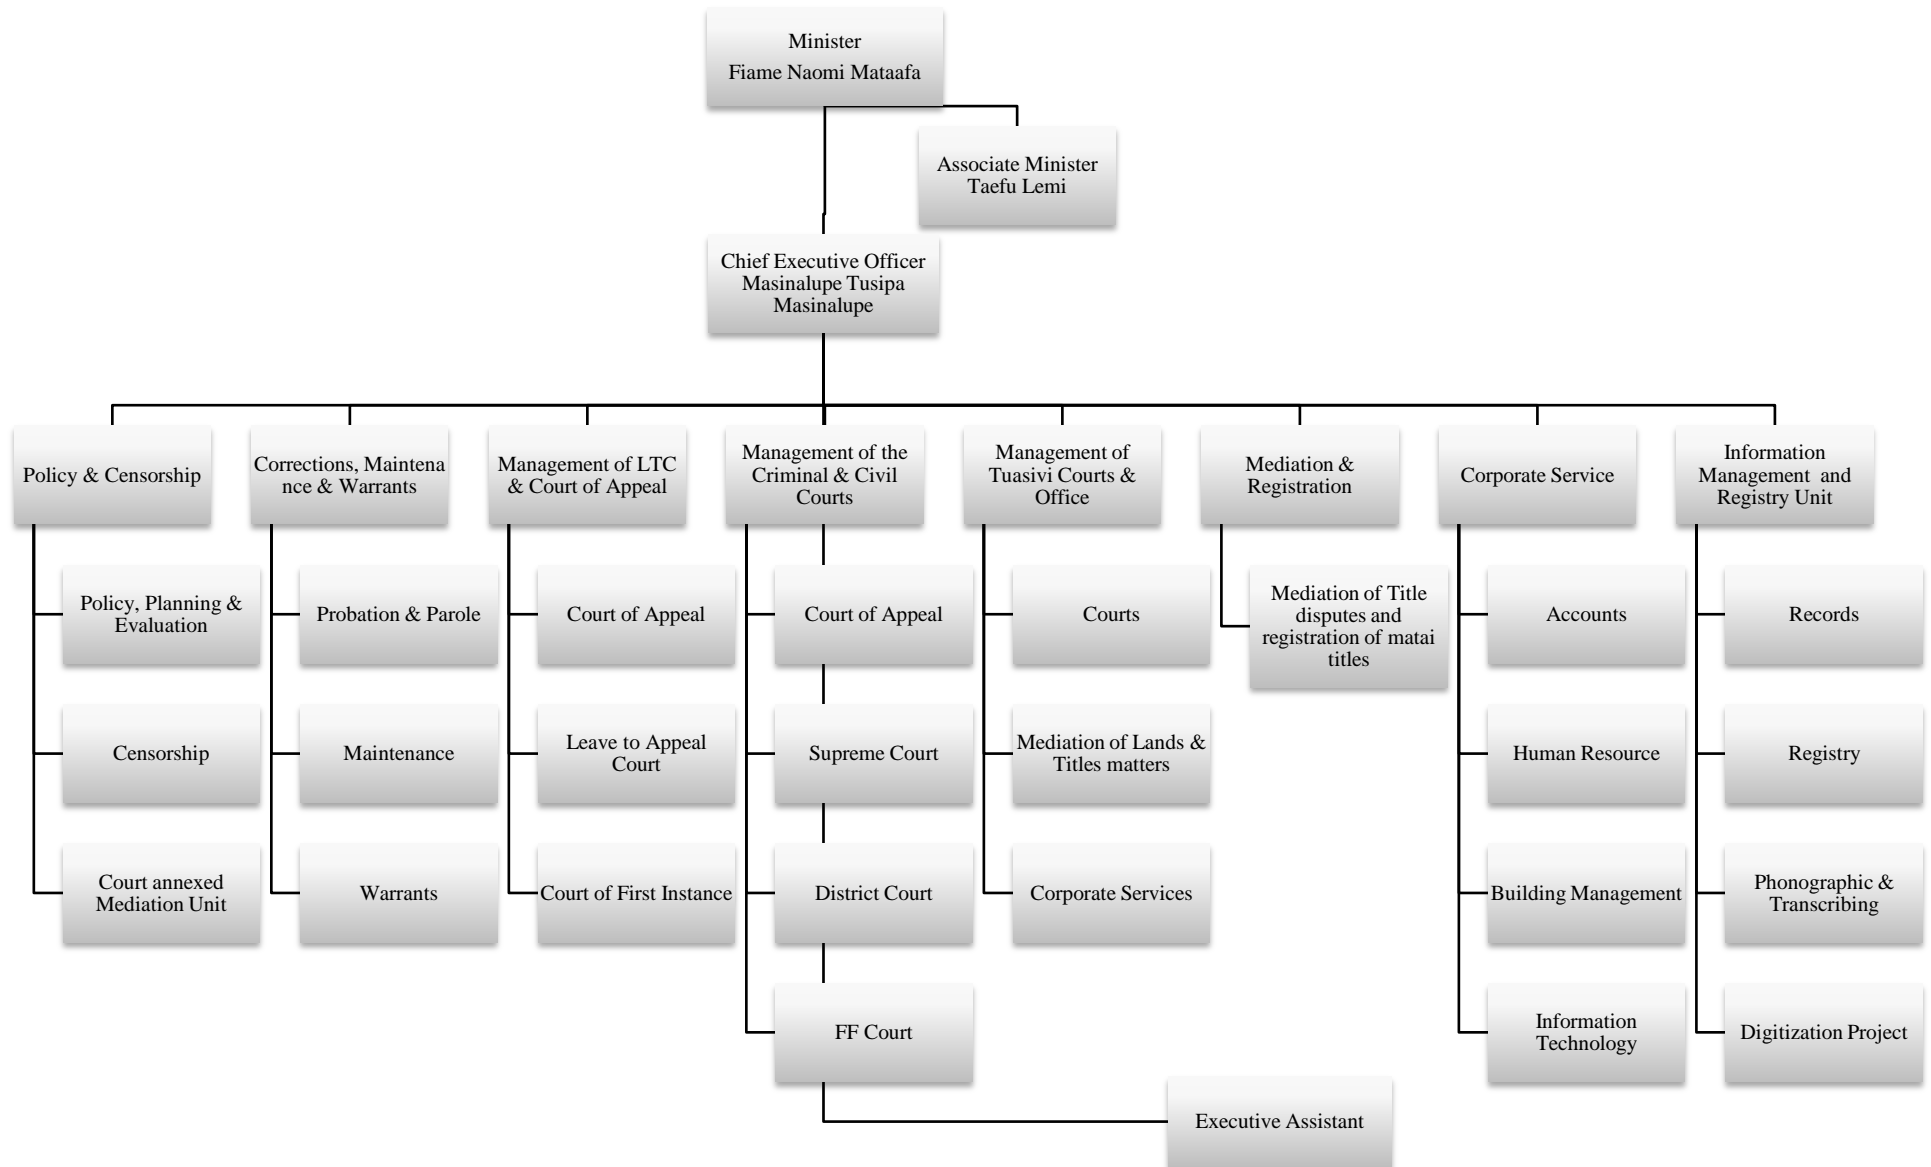 Minister
Fiame Naomi Mataafa
Associate Minister
Taefu Lemi
Chief Executive Officer
Masinalupe Tusipa
Masinalupe
Policy & Censorship
Corrections, Maintena
nce & Warrants
Management of LTC
& Court of Appeal
Management of the
Criminal & Civil
Courts
Management of
Tuasivi Courts &
Office
Mediation &
Registration
Corporate Service
Information
Management and
Registry Unit
Policy, Planning &
Evaluation
Probation & Parole
Court of Appeal
Court of Appeal
Courts
Mediation of Title
disputes and
registration of matai
titles
Accounts
Records
Censorship
Maintenance
Leave to Appeal
Court
Supreme Court
Mediation of Lands &
Titles matters
Human Resource
Registry
Court annexed
Mediation Unit
Warrants
Court of First Instance
District Court
Corporate Services
Building Management
Phonographic &
Transcribing
FF Court
Information
Technology
Digitization Project
Executive Assistant